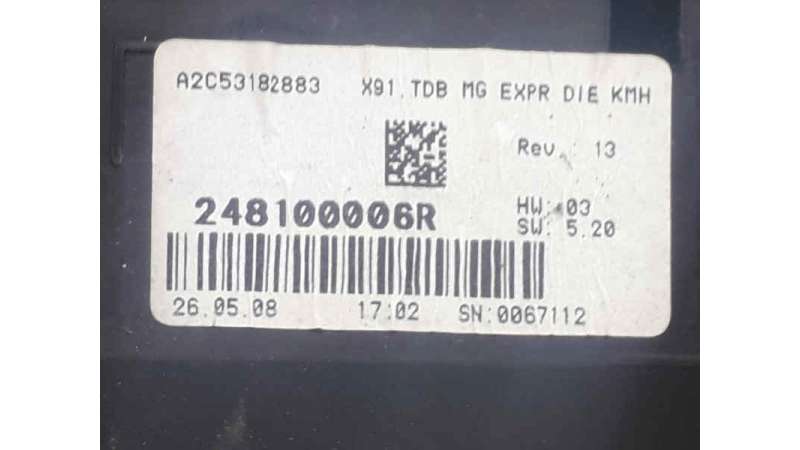 A2C53182883 X91.TDB MG EXPR DIE KMH
Rev. : 13
248100006R
HW: 03
SW: 5.20
26.05.08 17:02 SN:0067112